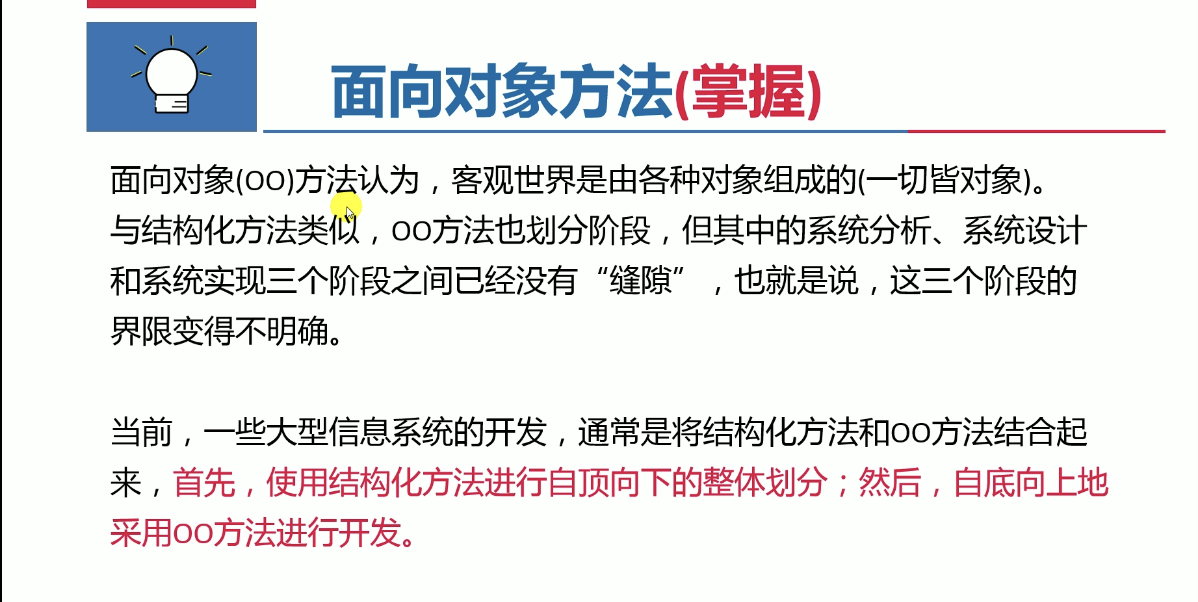 面向对象方法(掌握)
面向对象(OO)方法认为，客观世界是由各种对象组成的(一切皆对象)。
与结构化方法类似，OO方法也划分阶段，但其中的系统分析、系统设计
和系统实现三个阶段之间已经没有“缝隙”，也就是说，这三个阶段的
界限变得不明确。
当前，一些大型信息系统的开发，通常是将结构化方法和OO方法结合起
来，首先，使用结构化方法进行自顶向下的整体划分；然后，自底向上地
采用OO方法进行开发。